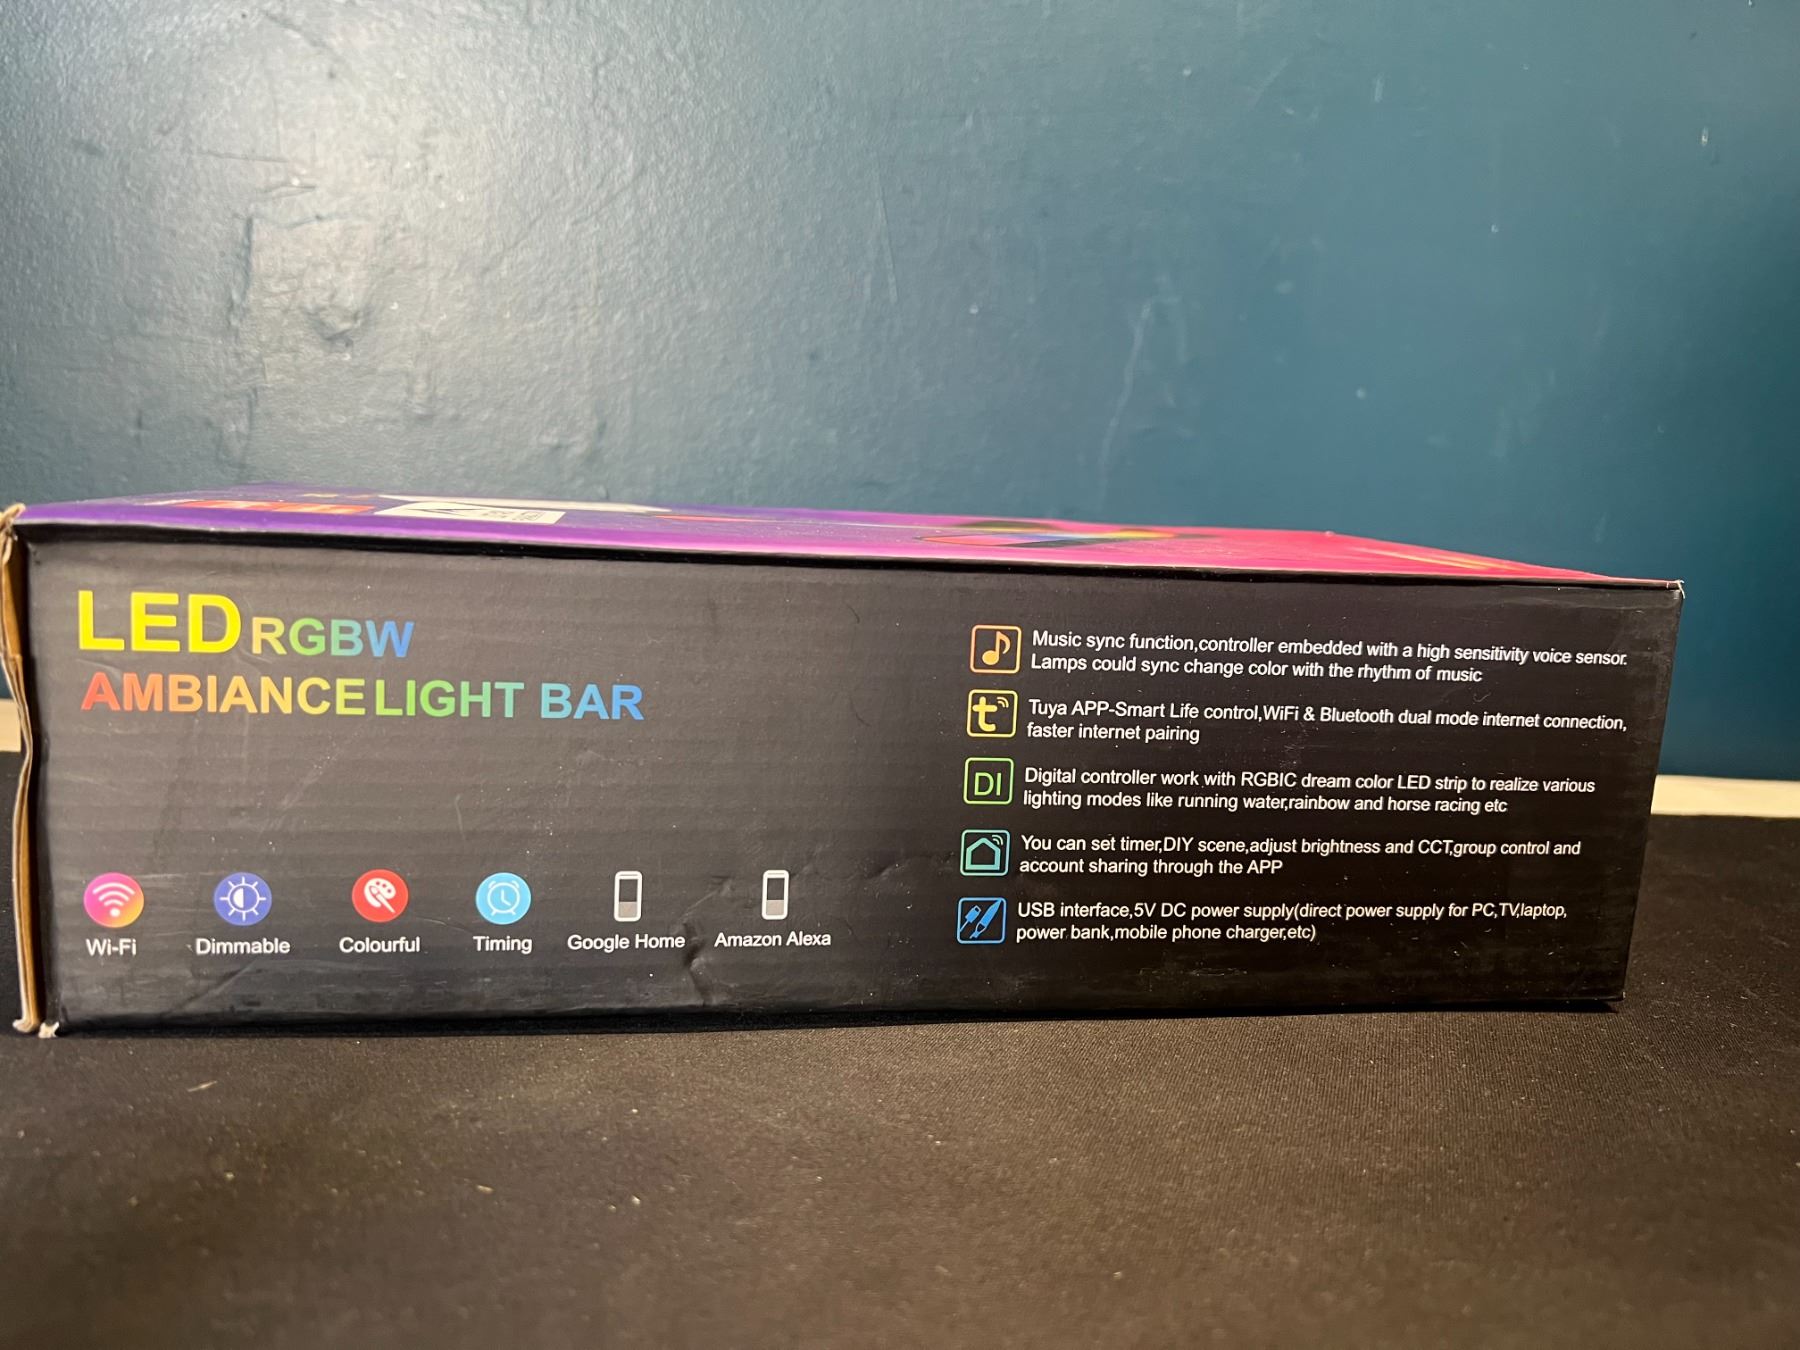 LED RGBW
AMBIANCE LIGHT BAR
Wi-Fi
Dimmable
Colourful
Timing
Google Home
Amazon Alexa
Music sync function,controller embedded with a high sensitivity voice sensor.
Lamps could sync change color with the rhythm of music
Tuya APP-Smart Life control,WiFi & Bluetooth dual mode internet connection,
faster internet pairing
DI
Digital controller work with RGBIC dream color LED strip to realize various
lighting modes like running water,rainbow and horse racing etc
You can set timer,DIY scene,adjust brightness and CCT,group control and
account sharing through the APP
USB interface,5V DC power supply(direct power supply for PC,TV,laptop,
power bank,mobile phone charger,etc)